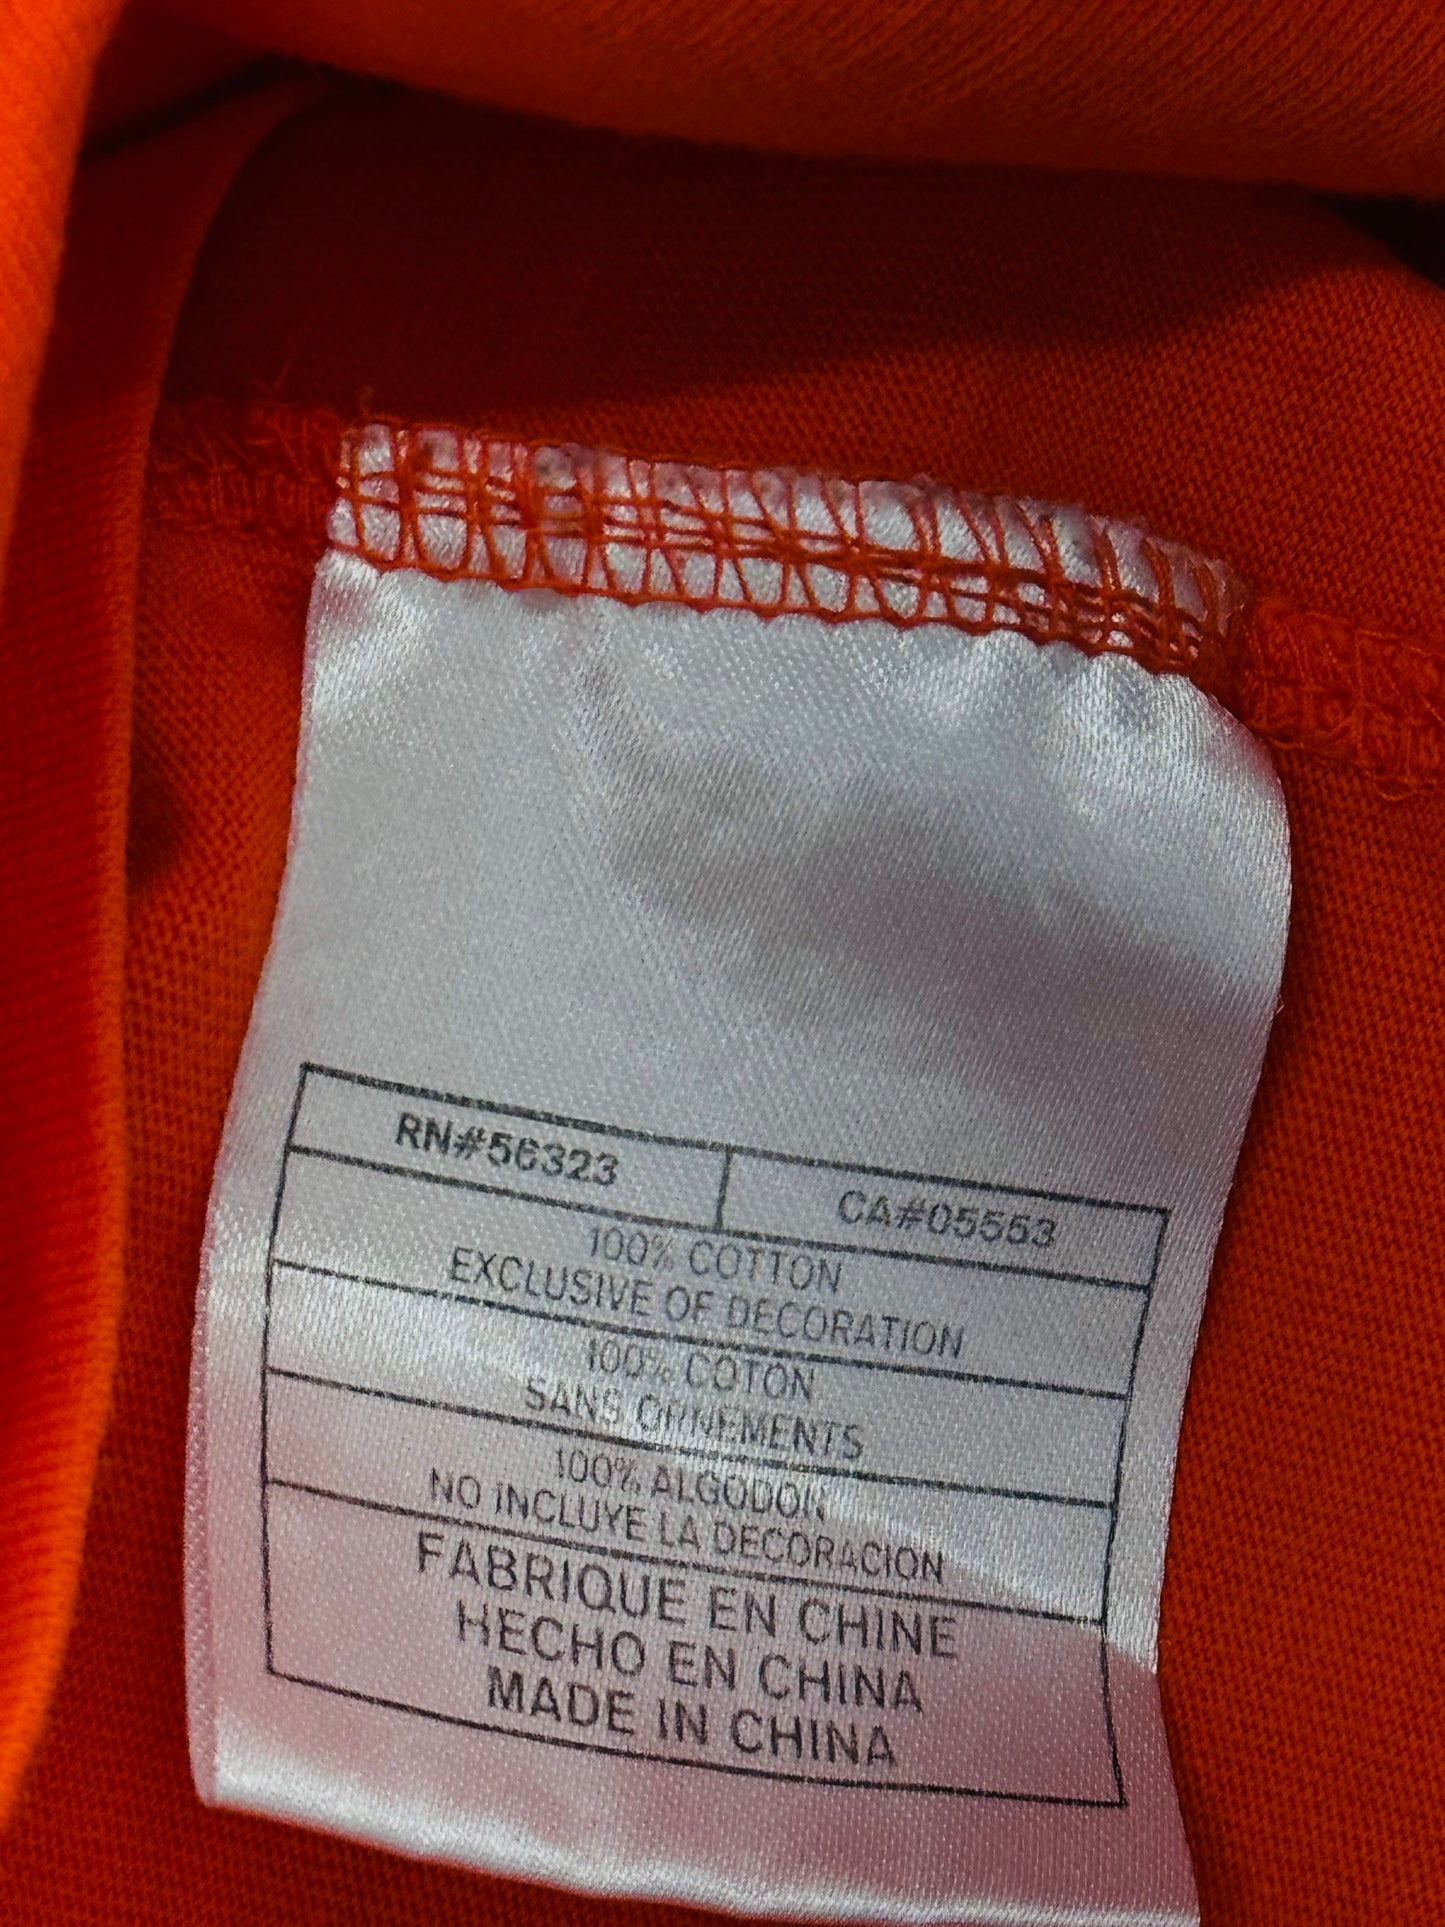 RN#56323
CA#05553
100% COTTON
EXCLUSIVE OF DECORATION
100% COTON
SANS ORNEMENTS
100% ALGODON
NO INCLUYE LA DECORACION
FABRIQUE EN CHINE
HECHO EN CHINA
MADE IN CHINA